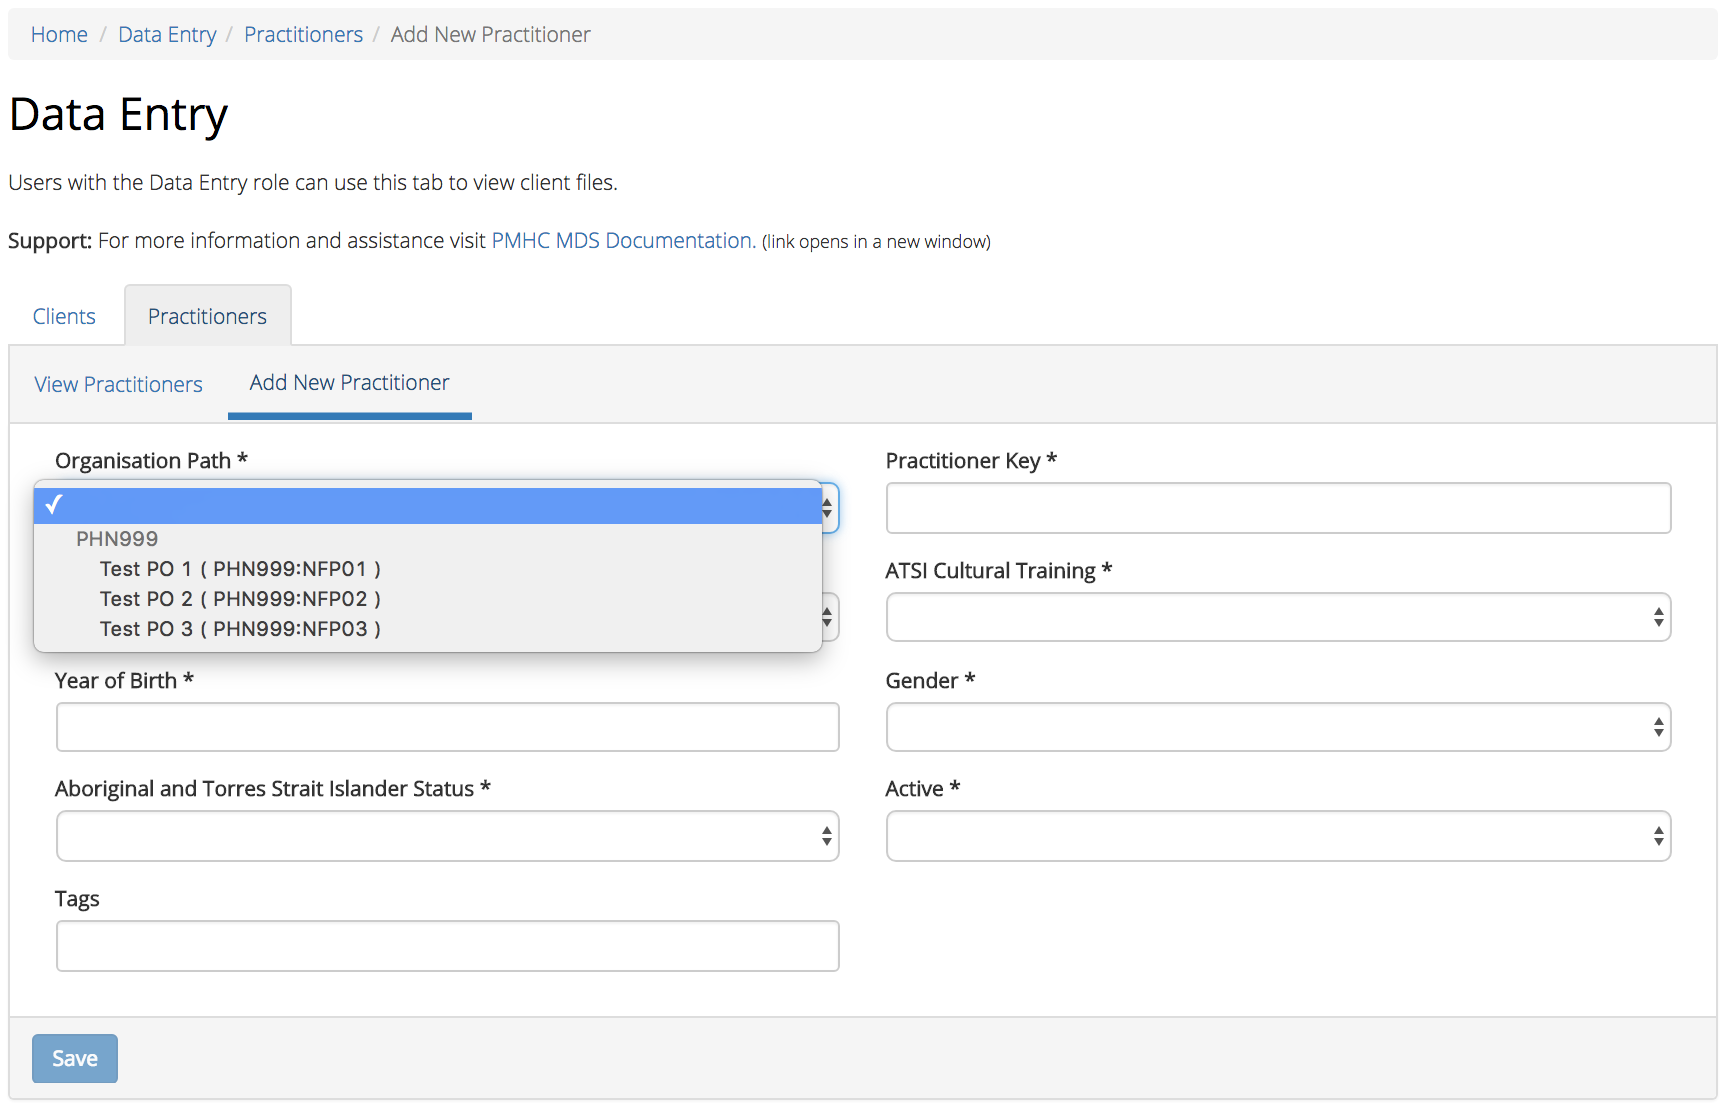 Home / Data Entry / Practitioners / Add New Practitioner
Data Entry
Users with the Data Entry role can use this tab to view client files.
Support: For more information and assistance visit PMHC MDS Documentation. (link opens in a new window)
Clients Practitioners
View Practitioners Add New Practitioner
Organisation Path * Practitioner Key *
✓
PHN999
Test PO 1 ( PHN999:NFP01 ) ATSI Cultural Training *
Test PO 2 ( PHN999:NFP02 )
Test PO 3 ( PHN999:NFP03 )
Year of Birth * Gender *
Aboriginal and Torres Strait Islander Status * Active *
Tags
Save